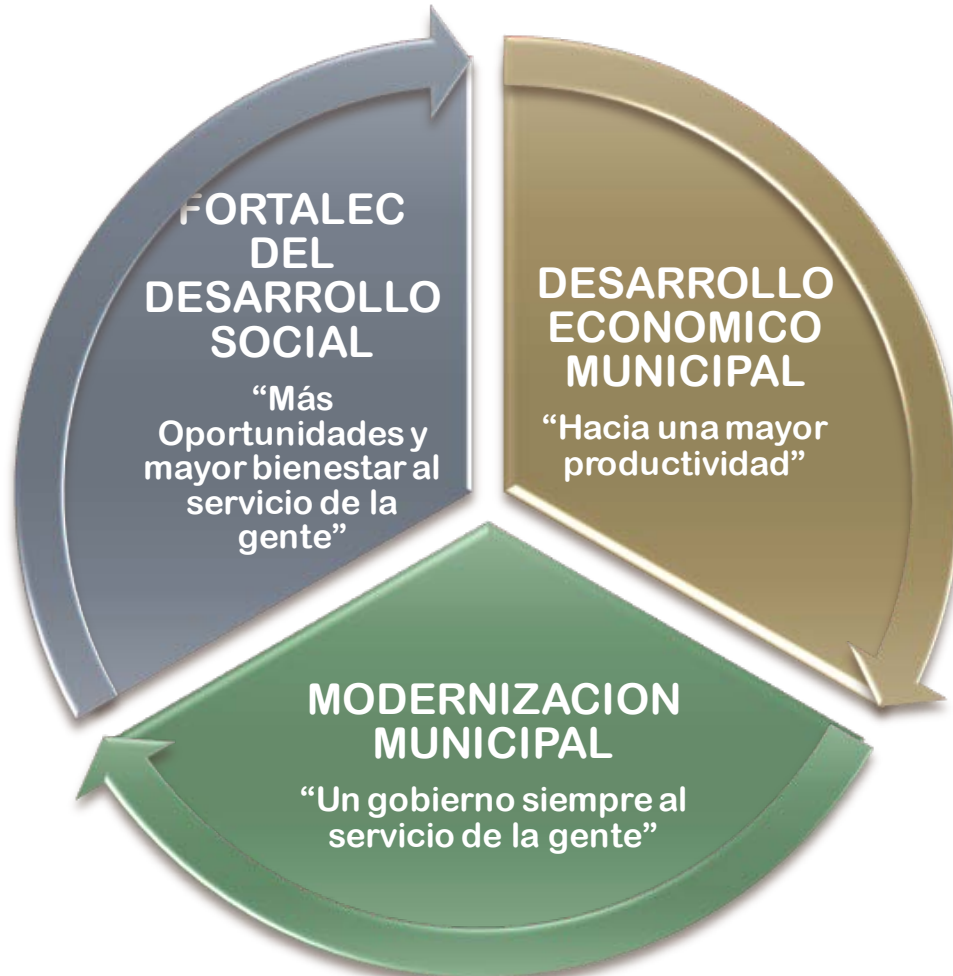 FORTALEC
DEL
DESARROLLO
SOCIAL
“Más
Oportunidades y
mayor bienestar al
servicio de la
gente”
DESARROLLO
ECONOMICO
MUNICIPAL
“Hacia una mayor
productividad”
MODERNIZACION
MUNICIPAL
“Un gobierno siempre al
servicio de la gente”